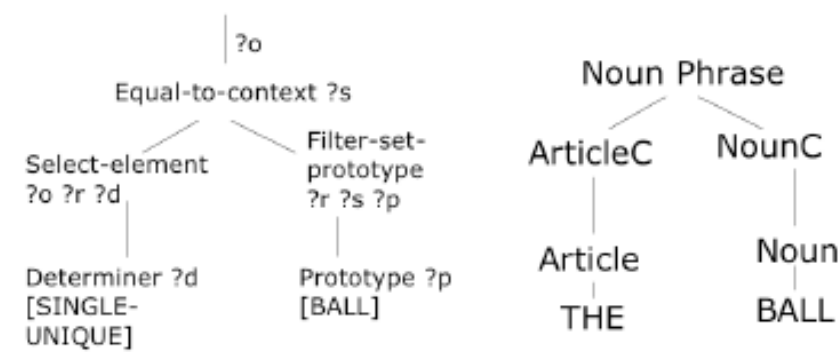 ?o
Equal-to-context ?s
Select-element
?o ?r ?d
Filter-set-
prototype
?r ?s ?p
Determiner ?d
[SINGLE-
UNIQUE]
Prototype ?p
[BALL]
Noun Phrase
ArticleC
NounC
Article
Noun
THE
BALL